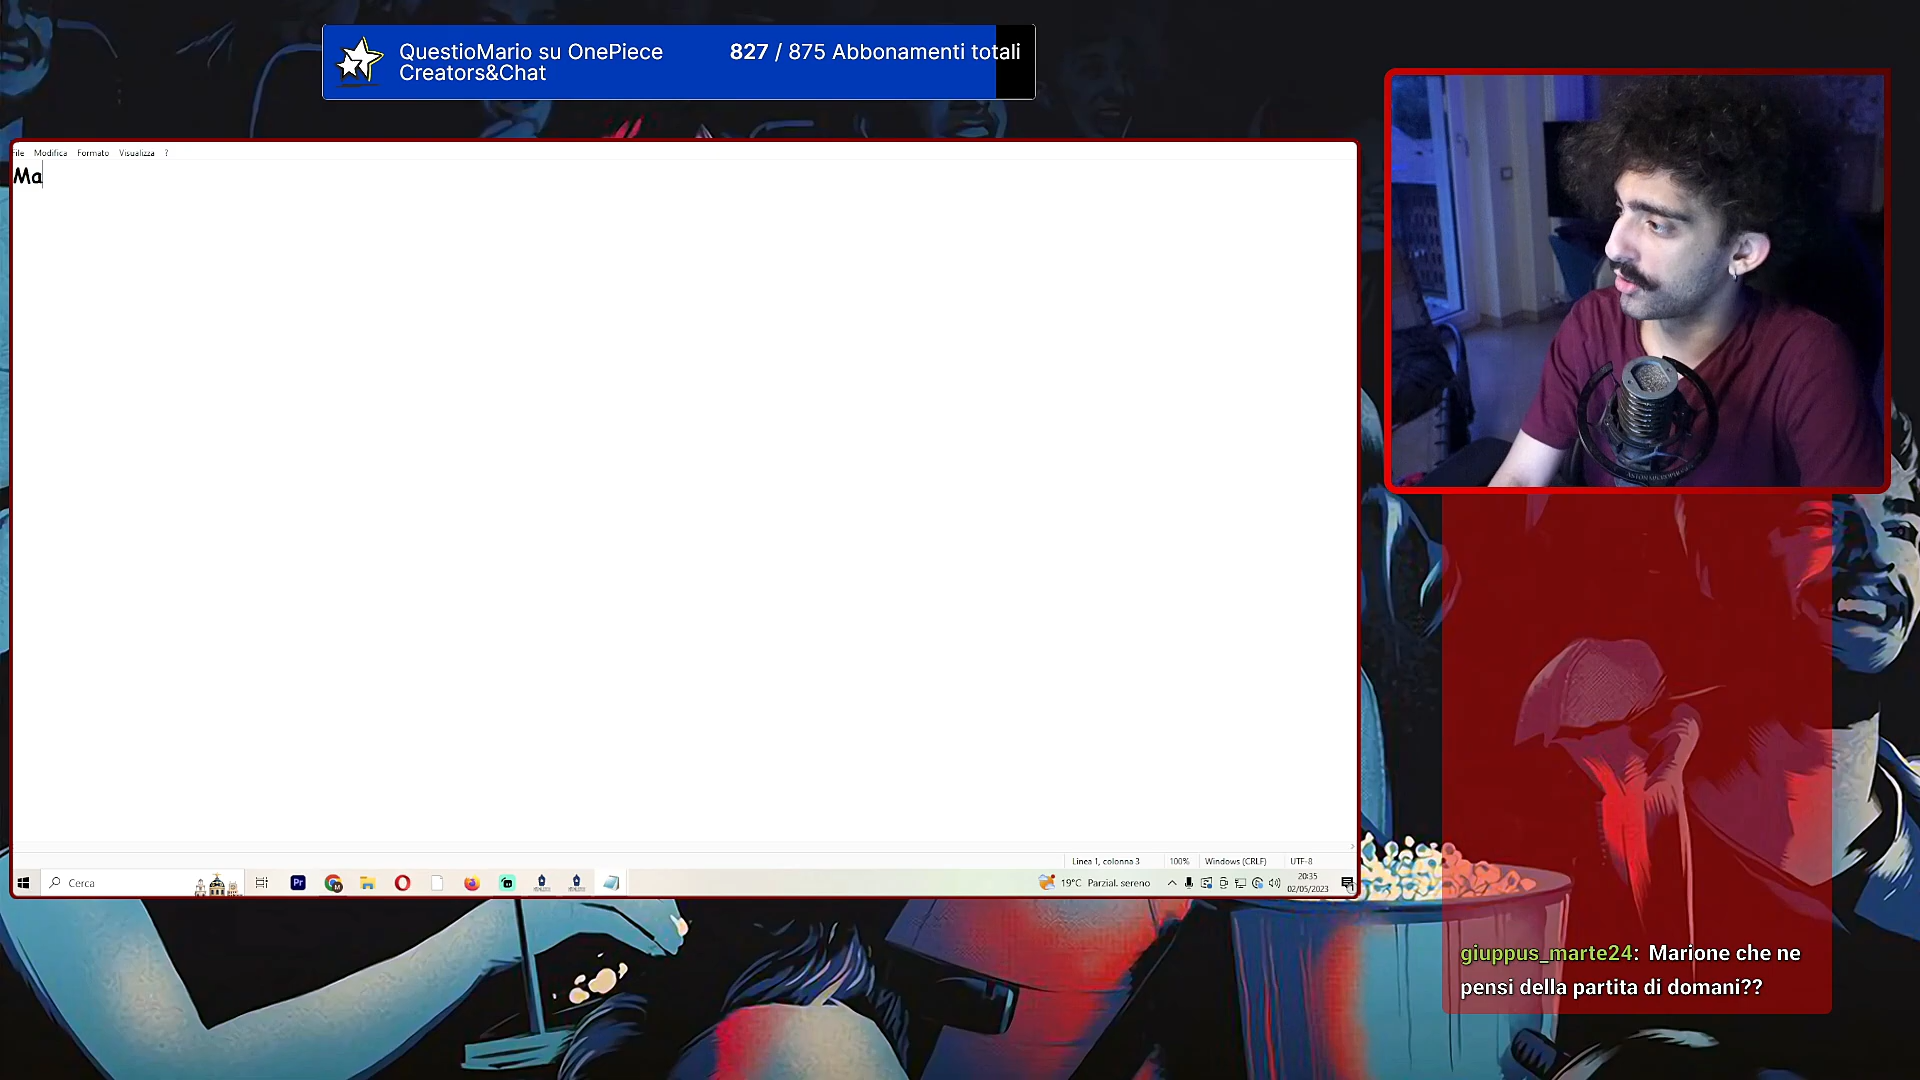 QuestioMario su OnePiece
Creators&Chat
827 / 875 Abbonamenti totali
File Modifica Formato Visualizza ?
Ma
Linea 1, colonna 3 100% Windows (CRLF) UTF-8
Pr
Cerca
19°C Parzial. sereno
20:35
02/05/2023
giuppus_marte24: Marione che ne
pensi della partita di domani??